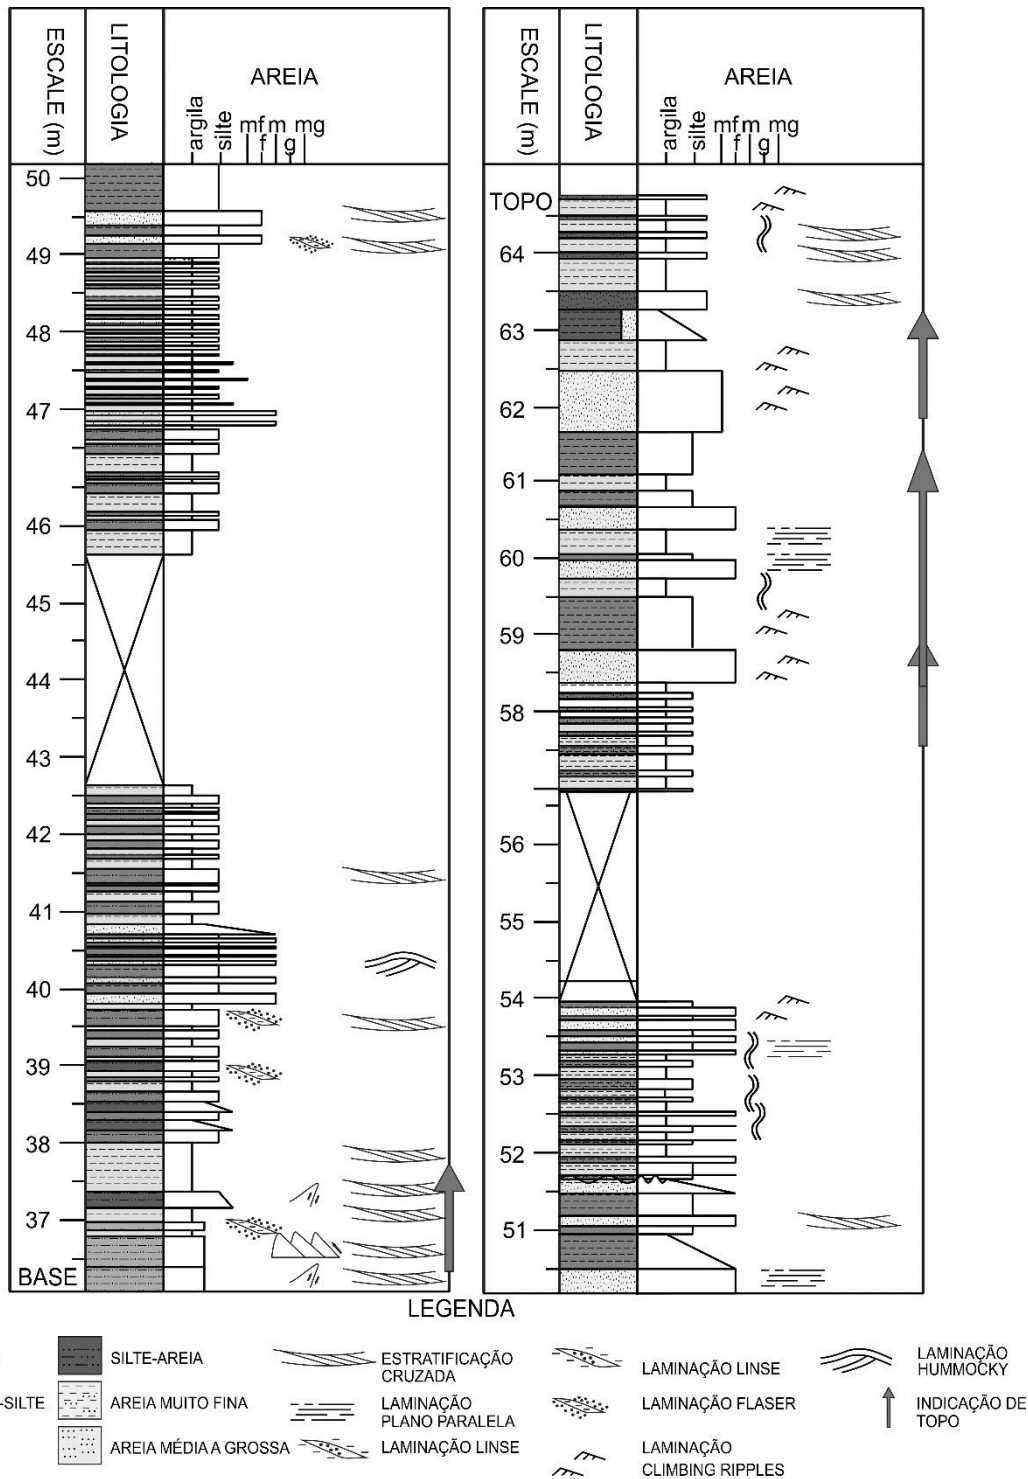 ESCALE (m)
LITOLOGIA
AREIA
argila
silte
mf
f
m
g
mg
50
49
48
47
46
45
44
43
42
41
40
39
38
37
BASE
ESCALE (m)
LITOLOGIA
AREIA
argila
silte
mf
f
m
g
mg
TOPO
64
63
62
61
60
59
58
56
55
54
53
52
51
LEGENDA
-SILTE
SILTE-AREIA
AREIA MUITO FINA
AREIA MÉDIA A GROSSA
ESTRATIFICAÇÃO
CRUZADA
LAMINAÇÃO
PLANO PARALELA
LAMINAÇÃO LINSE
LAMINAÇÃO LINSE
LAMINAÇÃO FLASER
LAMINAÇÃO
CLIMBING RIPPLES
LAMINAÇÃO
HUMMOCKY
INDICAÇÃO DE
TOPO